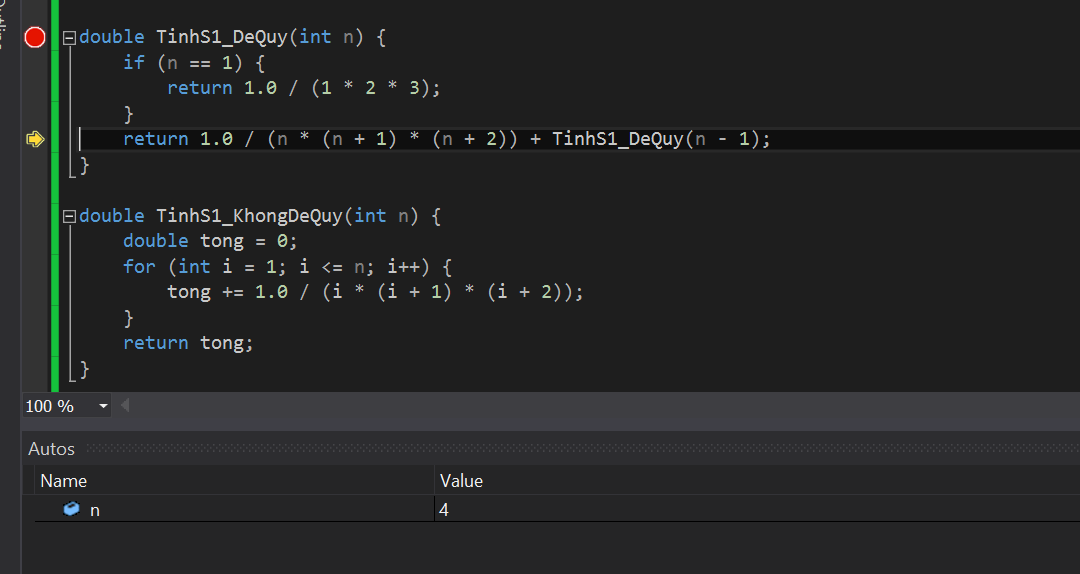 double TinhS1_DeQuy(int n) {
if (n == 1) {
return 1.0 / (1 * 2 * 3);
}
return 1.0 / (n * (n + 1) * (n + 2)) + TinhS1_DeQuy(n - 1);
}
double TinhS1_KhongDeQuy(int n) {
double tong = 0;
for (int i = 1; i <= n; i++) {
tong += 1.0 / (i * (i + 1) * (i + 2));
}
return tong;
}
100 %
Autos
Name Value
n 4